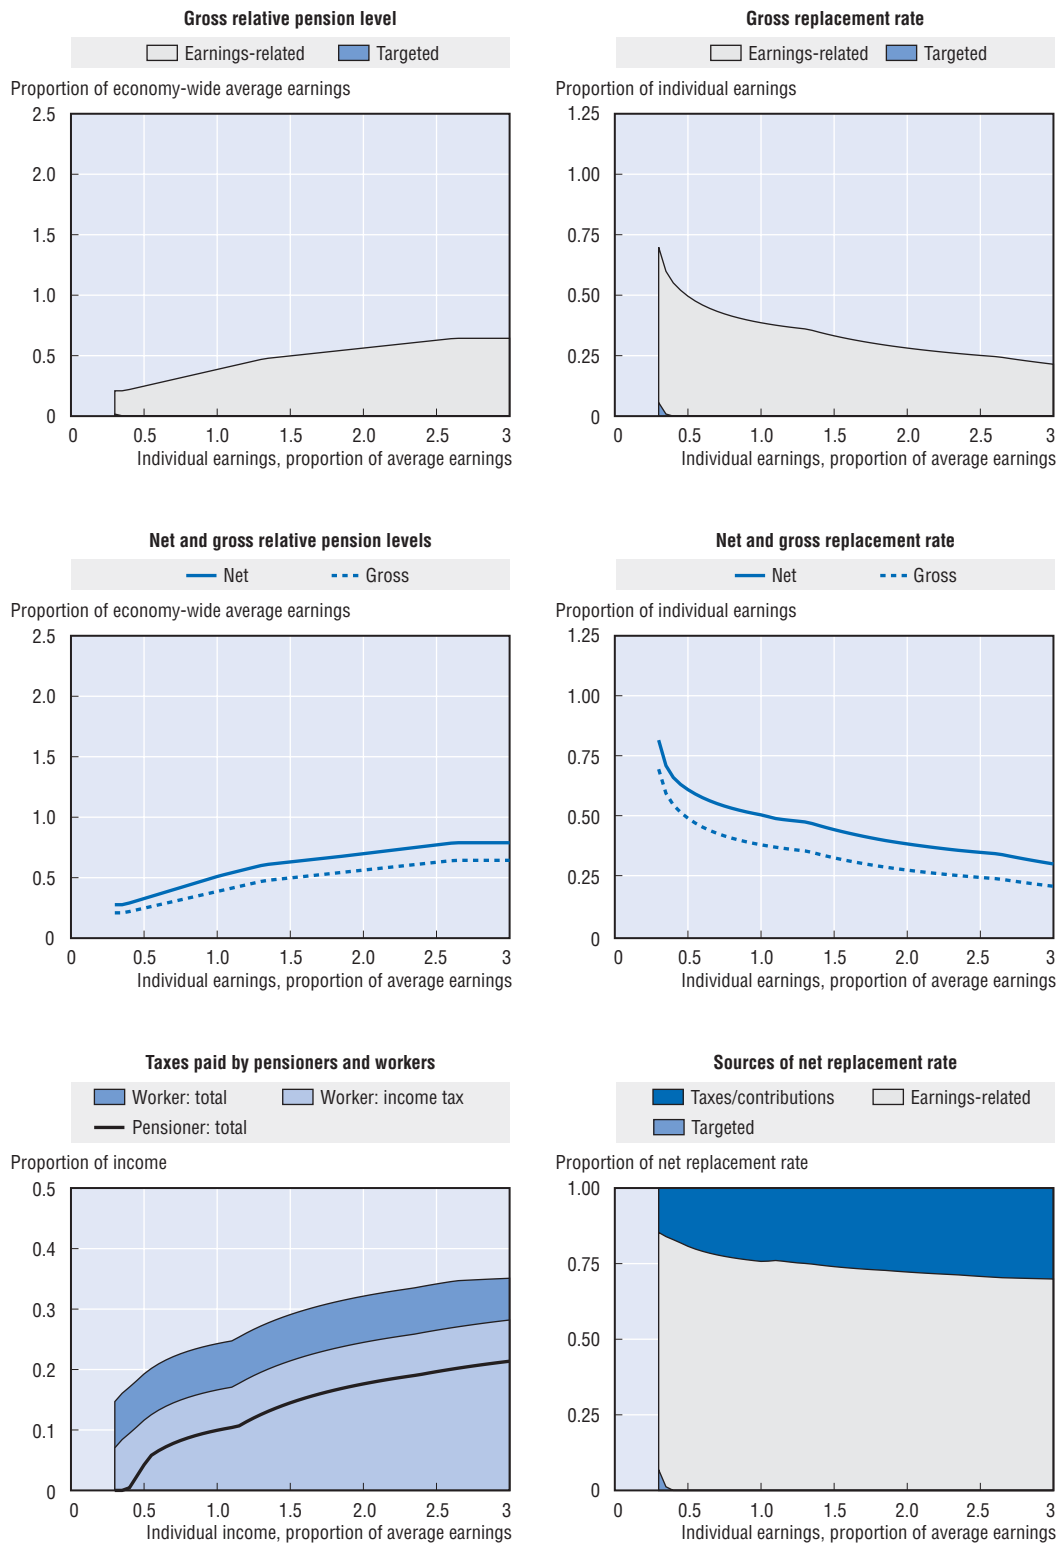 Gross relative pension level
Earnings-related Targeted
Proportion of economy-wide average earnings
2.5
2.0
1.5
1.0
0.5
0
0 0.5 1.0 1.5 2.0 2.5 3
Individual earnings, proportion of average earnings
Gross replacement rate
Earnings-related Targeted
Proportion of individual earnings
1.25
1.00
0.75
0.50
0.25
0
0 0.5 1.0 1.5 2.0 2.5 3
Individual earnings, proportion of average earnings
Net and gross relative pension levels
Net Gross
Proportion of economy-wide average earnings
2.5
2.0
1.5
1.0
0.5
0
0 0.5 1.0 1.5 2.0 2.5 3
Individual earnings, proportion of average earnings
Net and gross replacement rate
Net Gross
Proportion of individual earnings
1.25
1.00
0.75
0.50
0.25
0
0 0.5 1.0 1.5 2.0 2.5 3
Individual earnings, proportion of average earnings
Taxes paid by pensioners and workers
Worker: total Worker: income tax
Pensioner: total
Proportion of income
0.5
0.4
0.3
0.2
0.1
0
0 0.5 1.0 1.5 2.0 2.5 3
Individual income, proportion of average earnings
Sources of net replacement rate
Taxes/contributions Earnings-related
Targeted
Proportion of net replacement rate
1.00
0.75
0.50
0.25
0
0 0.5 1.0 1.5 2.0 2.5 3
Individual earnings, proportion of average earnings